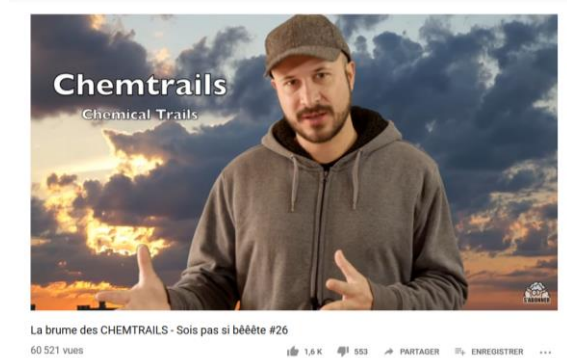 Chemtrails
Chemical Trails
S'ABONNER
La brume des CHEMTRAILS - Sois pas si bêêête #26
60 521 vues
1,6 K
553
PARTAGER
ENREGISTRER